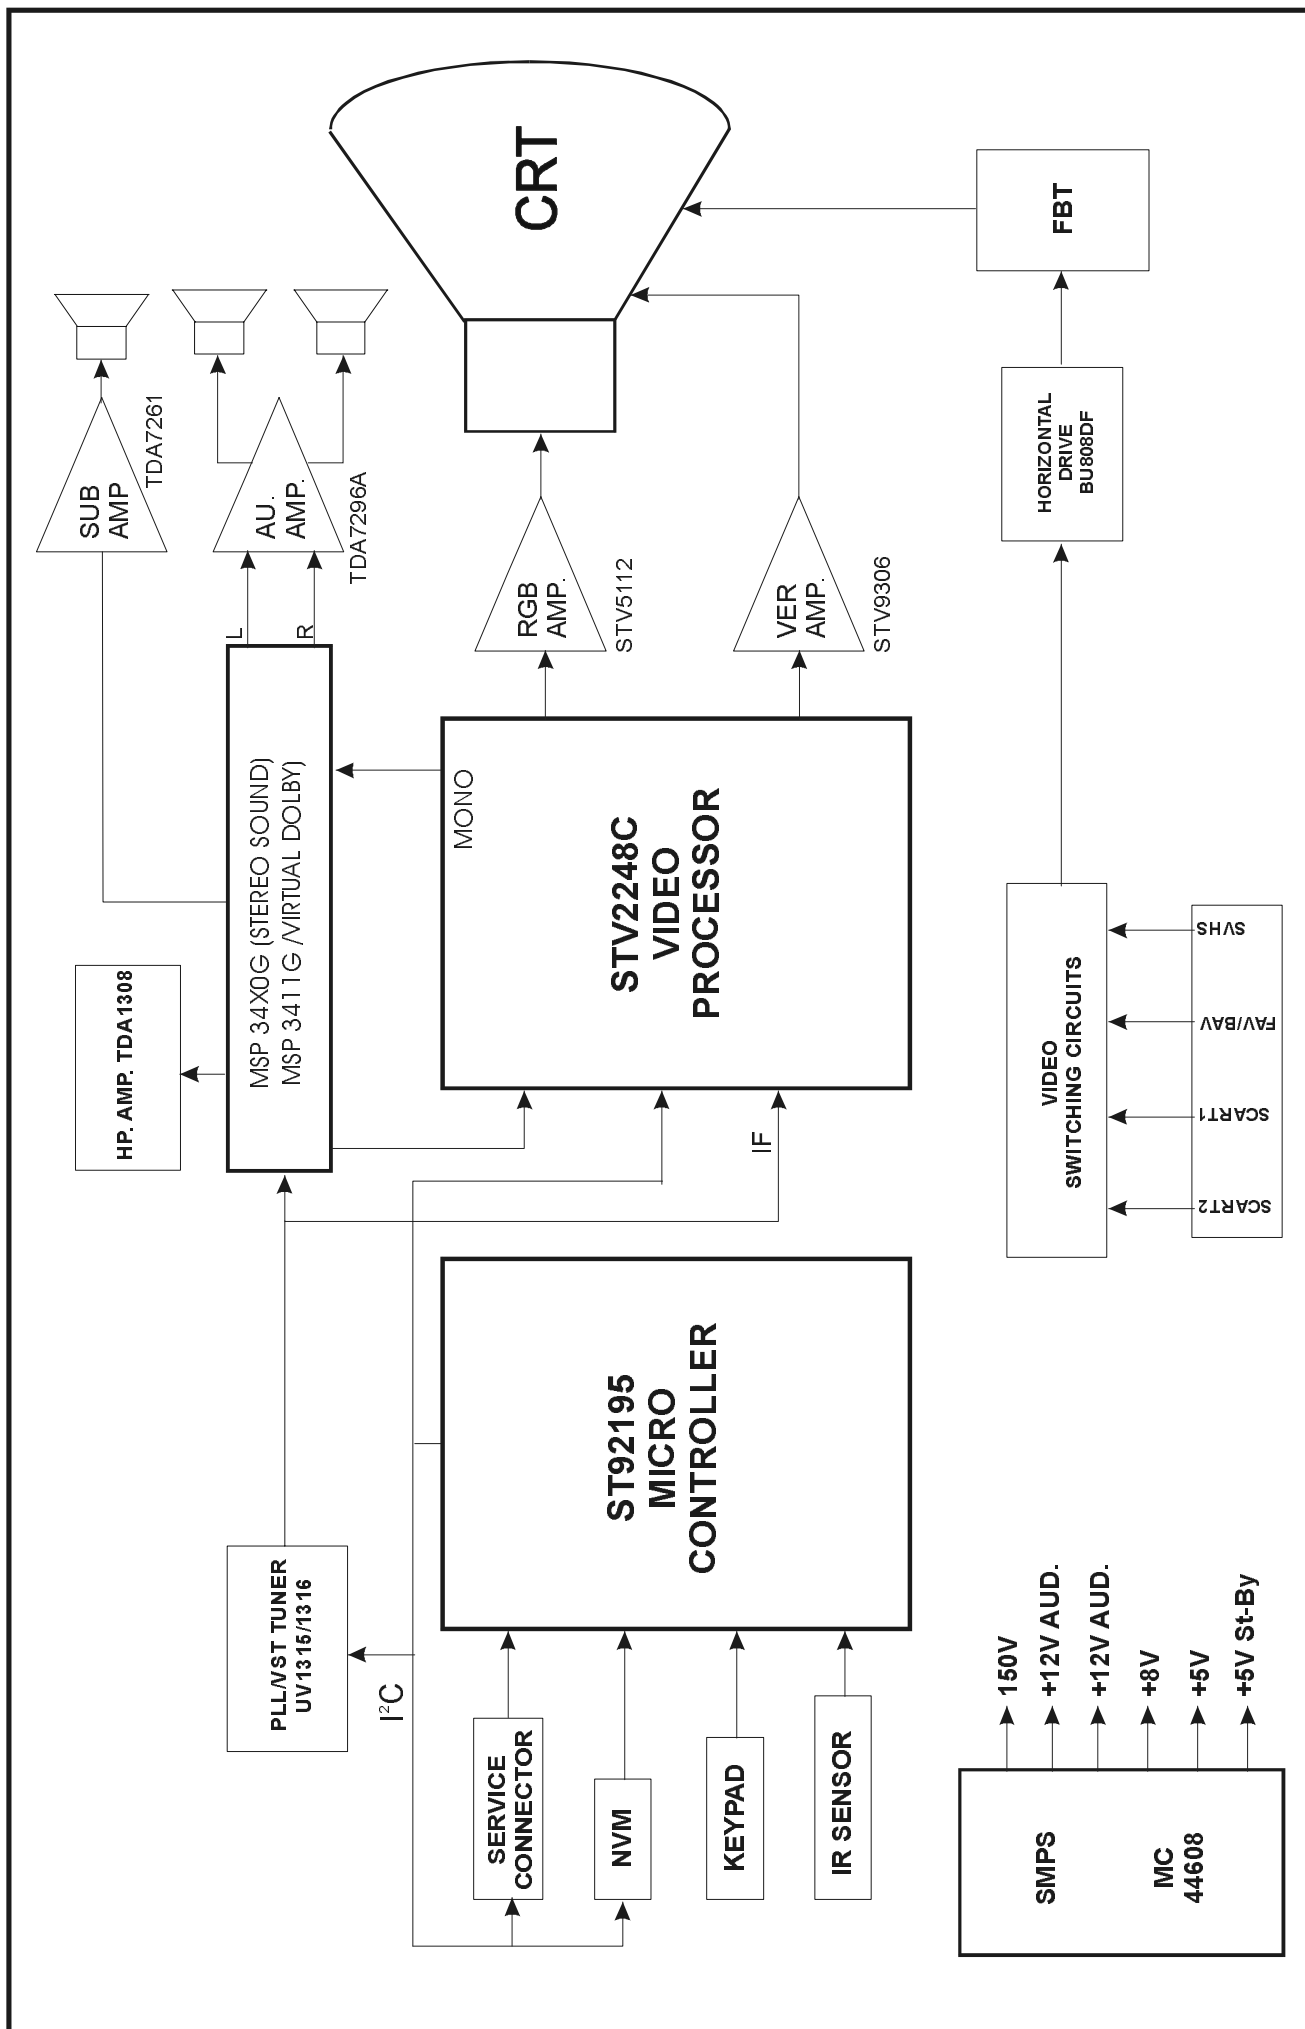 SUB
AMP
TDA7261
AU.
AMP.
TDA7296A
L
R
HP. AMP. TDA1308
MSP 34X0G (STEREO SOUND)
MSP 3411G /VIRTUAL DOLBY)
PLL/VST TUNER
UV1315/1316
I²C
IF
MONO
CRT
RGB
AMP.
STV5112
VER
AMP.
STV9306
STV2248C
VIDEO
PROCESSOR
ST92195
MICRO
CONTROLLER
SERVICE
CONNECTOR
NVM
KEYPAD
IR SENSOR
FBT
HORIZONTAL
DRIVE
BU808DF
VIDEO
SWITCHING CIRCUITS
SCART2
SCART1
FAV/BAV
SVHS
SMPS
MC
44608
150V
+12V AUD.
+12V AUD.
+8V
+5V
+5V St-By